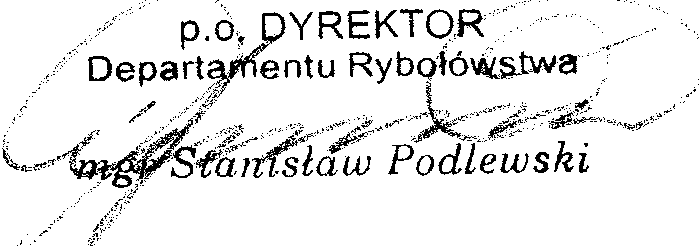 p.o. DYREKTOR
Departamentu Rybołówstwa
mgr Stanisław Podlewski